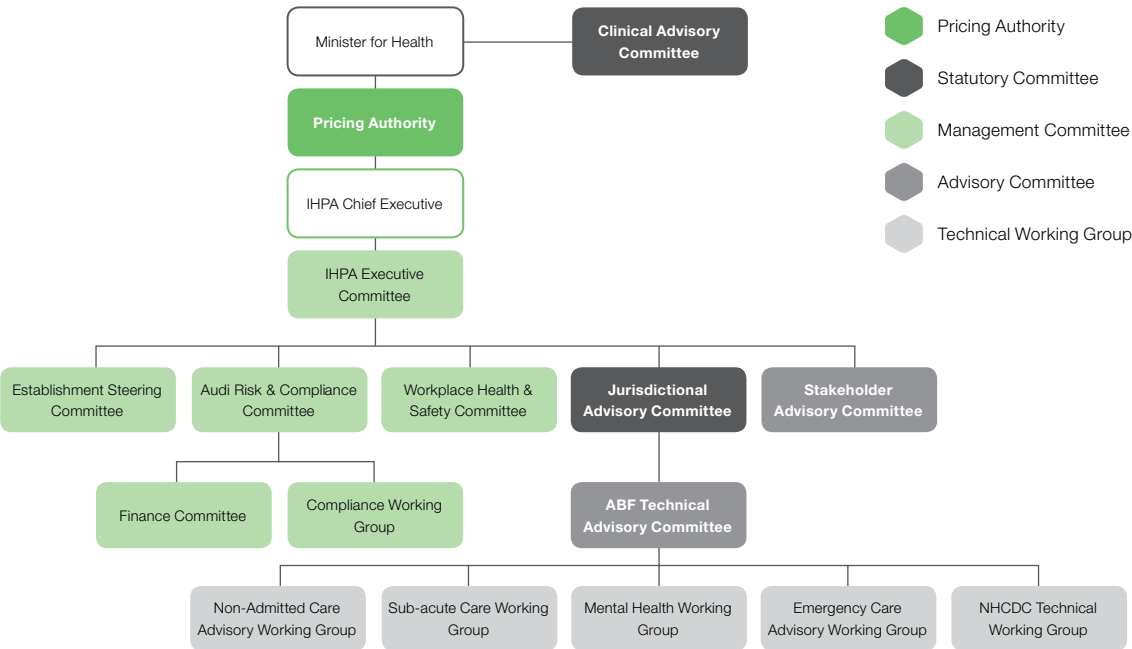 Minister for Health
Clinical Advisory
Committee
Pricing Authority
IHPA Chief Executive
IHPA Executive
Committee
Establishment Steering
Committee
Audi Risk & Compliance
Committee
Workplace Health &
Safety Committee
Jurisdictional
Advisory Committee
Stakeholder
Advisory Committee
Finance Committee
Compliance Working
Group
ABF Technical
Advisory Committee
Non-Admitted Care
Advisory Working Group
Sub-acute Care Working
Group
Mental Health Working
Group
Emergency Care
Advisory Working Group
NHCDC Technical
Working Group
Pricing Authority
Statutory Committee
Management Committee
Advisory Committee
Technical Working Group